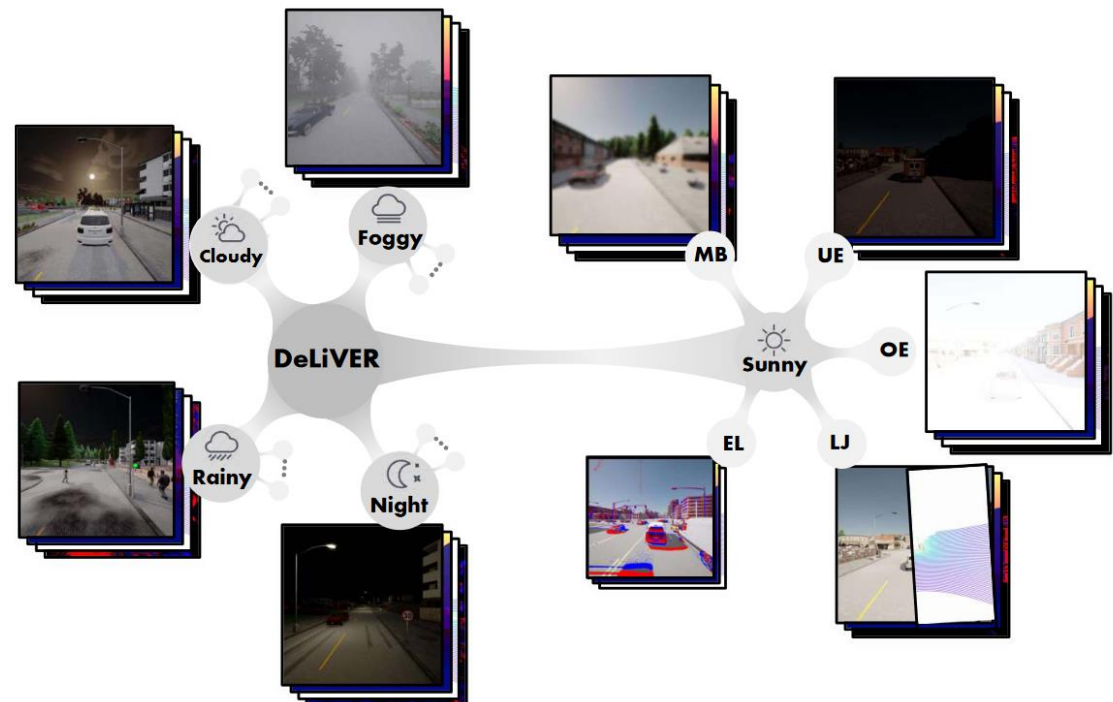 Cloudy
Foggy
MB
UE
DeLiVER
Sunny
OE
Rainy
Night
EL
LJ